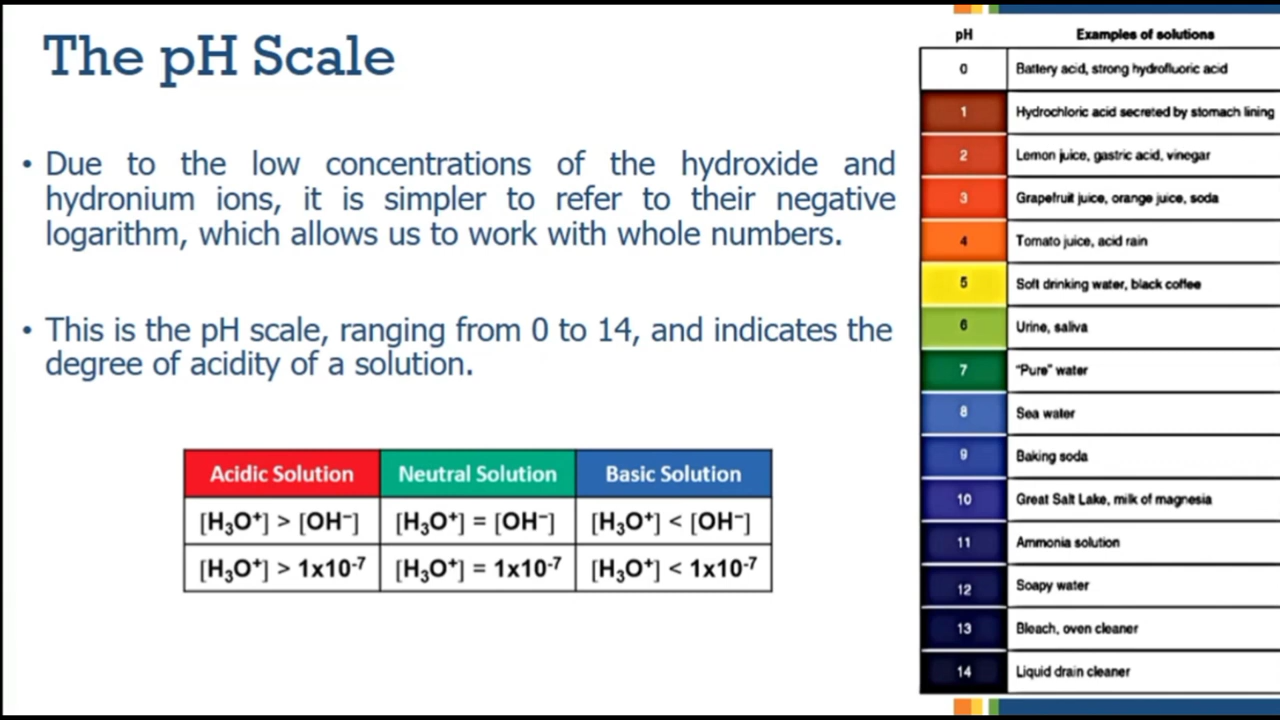 The pH Scale
• Due to the low concentrations of the hydroxide and
hydronium ions, it is simpler to refer to their negative
logarithm, which allows us to work with whole numbers.
• This is the pH scale, ranging from 0 to 14, and indicates the
degree of acidity of a solution.
Acidic Solution Neutral Solution Basic Solution
[H₃O⁺] > [OH⁻] [H₃O⁺] = [OH⁻] [H₃O⁺] < [OH⁻]
[H₃O⁺] > 1x10⁻⁷ [H₃O⁺] = 1x10⁻⁷ [H₃O⁺] < 1x10⁻⁷
pH Examples of solutions
0 Battery acid, strong hydrofluoric acid
1 Hydrochloric acid secreted by stomach lining
2 Lemon juice, gastric acid, vinegar
3 Grapefruit juice, orange juice, soda
4 Tomato juice, acid rain
5 Soft drinking water, black coffee
6 Urine, saliva
7 "Pure" water
8 Sea water
9 Baking soda
10 Great Salt Lake, milk of magnesia
11 Ammonia solution
12 Soapy water
13 Bleach, oven cleaner
14 Liquid drain cleaner